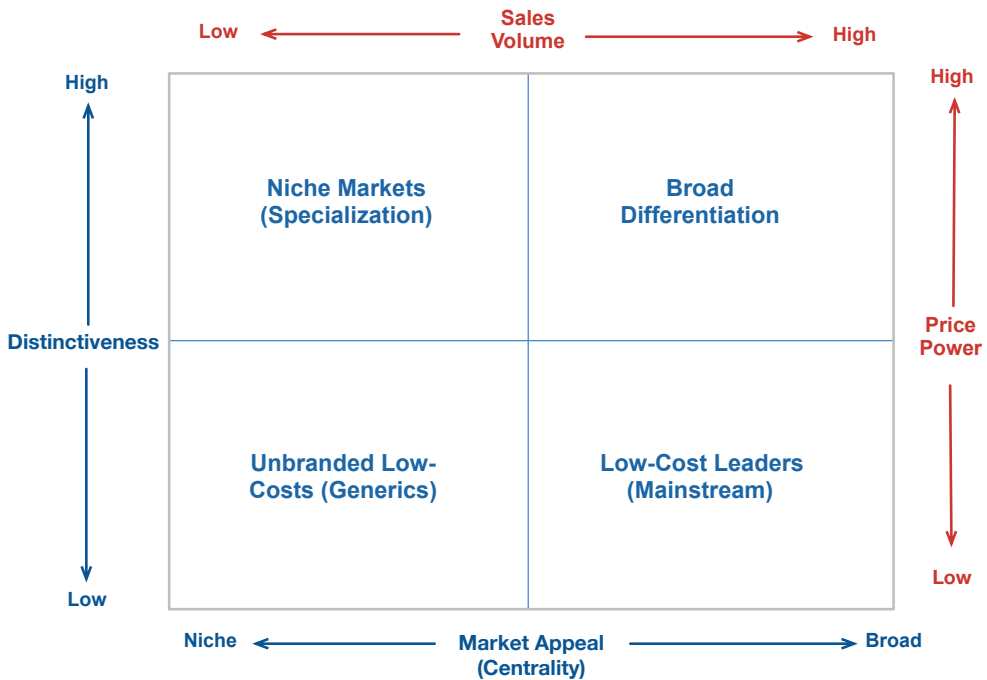 Sales
Volume
Low
High
High
High
Niche Markets
(Specialization)
Broad
Differentiation
Distinctiveness
Price
Power
Unbranded Low-
Costs (Generics)
Low-Cost Leaders
(Mainstream)
Low
Low
Niche
Market Appeal
(Centrality)
Broad